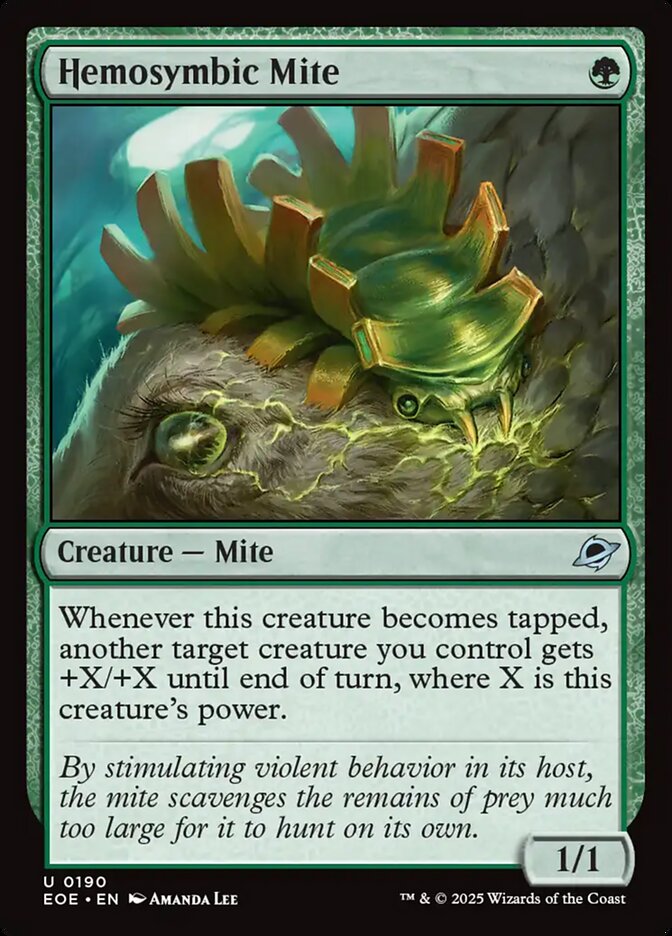 Hemosymbic Mite
Creature — Mite
Whenever this creature becomes tapped,
another target creature you control gets
+X/+X until end of turn, where X is this
creature's power.
By stimulating violent behavior in its host,
the mite scavenges the remains of prey much
too large for it to hunt on its own.
1/1
U 0190
EOE • EN Amanda Lee
™ & © 2025 Wizards of the Coast